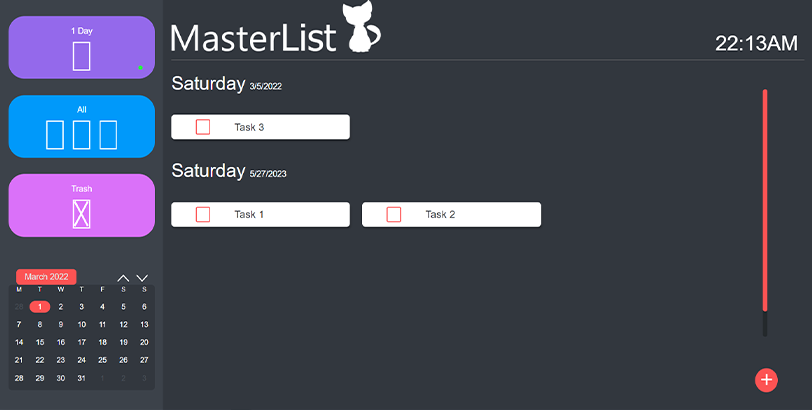 1 Day
All
Trash
March 2022
M T W T F S S
28 1 2 3 4 5 6
7 8 9 10 11 12 13
14 15 16 17 18 19 20
21 22 23 24 25 26 27
28 29 30 31 1 2 3
MasterList
22:13AM
Saturday 3/5/2022
Task 3
Saturday 5/27/2023
Task 1
Task 2
+